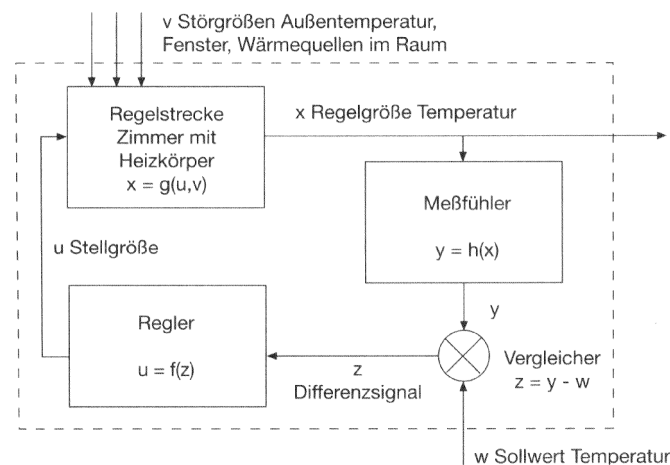 v Störgrößen Außentemperatur,
Fenster, Wärmequellen im Raum
Regelstrecke
Zimmer mit
Heizkörper
x = g(u,v)
x Regelgröße Temperatur
Meßfühler
y = h(x)
u Stellgröße
y
Regler
u = f(z)
z
Differenzsignal
Vergleicher
z = y - w
w Sollwert Temperatur